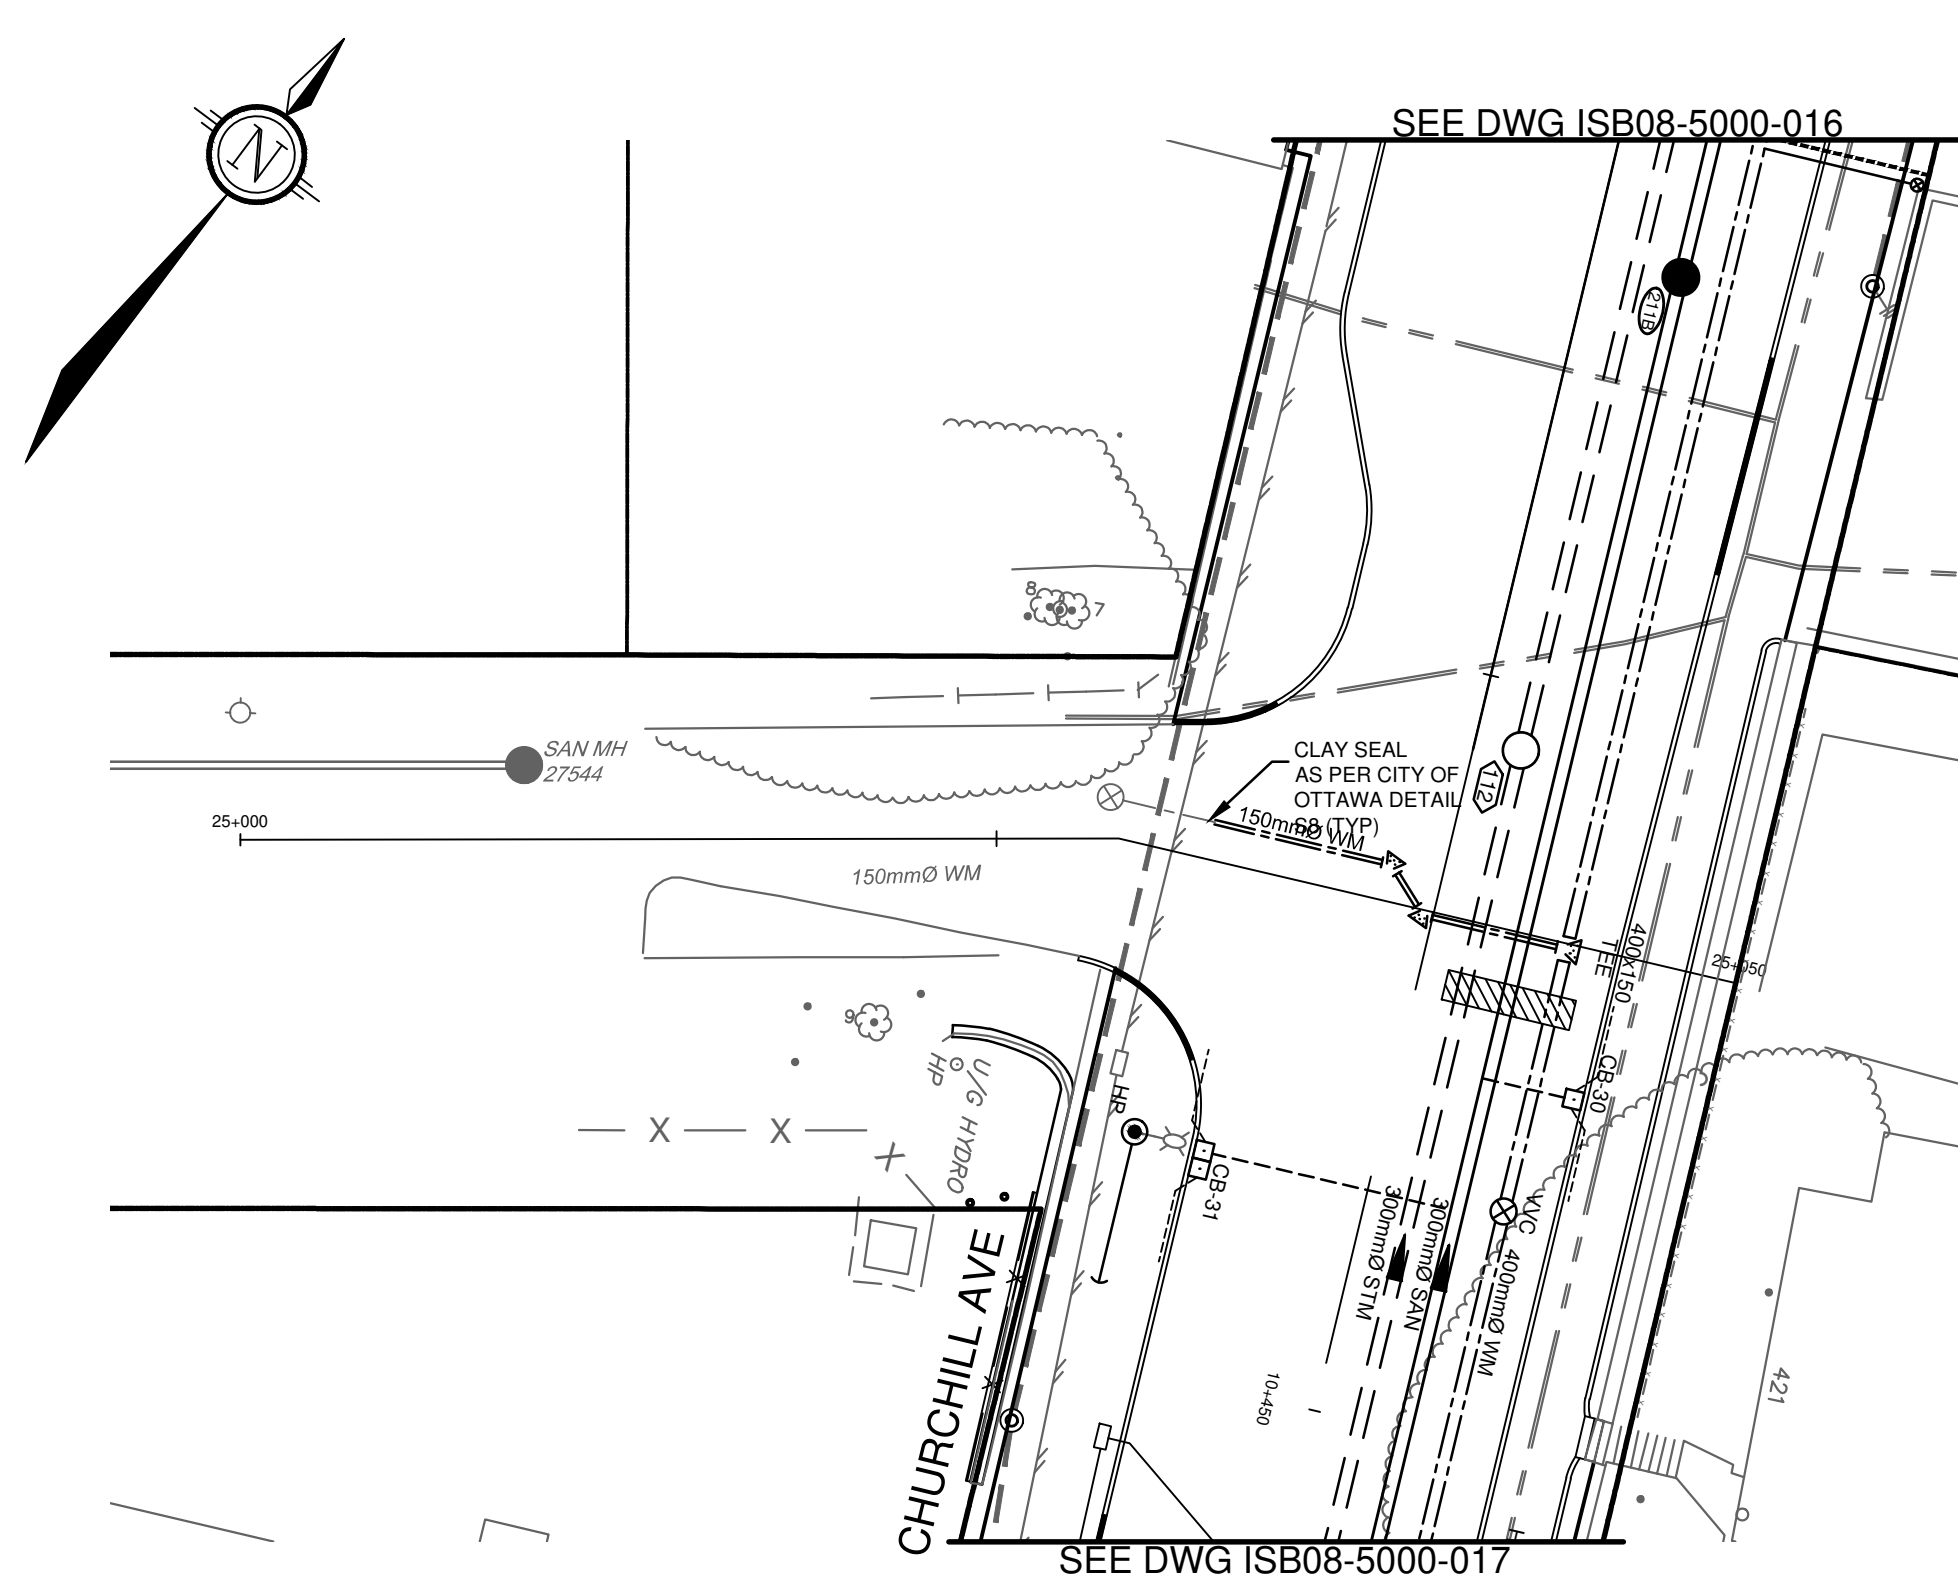 SEE DWG ISB08-5000-016
N
211B
8
7
SAN MH
27544
CLAY SEAL
AS PER CITY OF
OTTAWA DETAIL
S8 (TYP)
112
25+000
150mmØ WM
150mmØ WM
400x150
TEE
25+050
9
HP
U/G HYDRO
HP
CB-30
X X X
CB-31
VVC
300mmØ STM
300mmØ SAN
400mmØ WM
CHURCHILL AVE
10+450
421
SEE DWG ISB08-5000-017